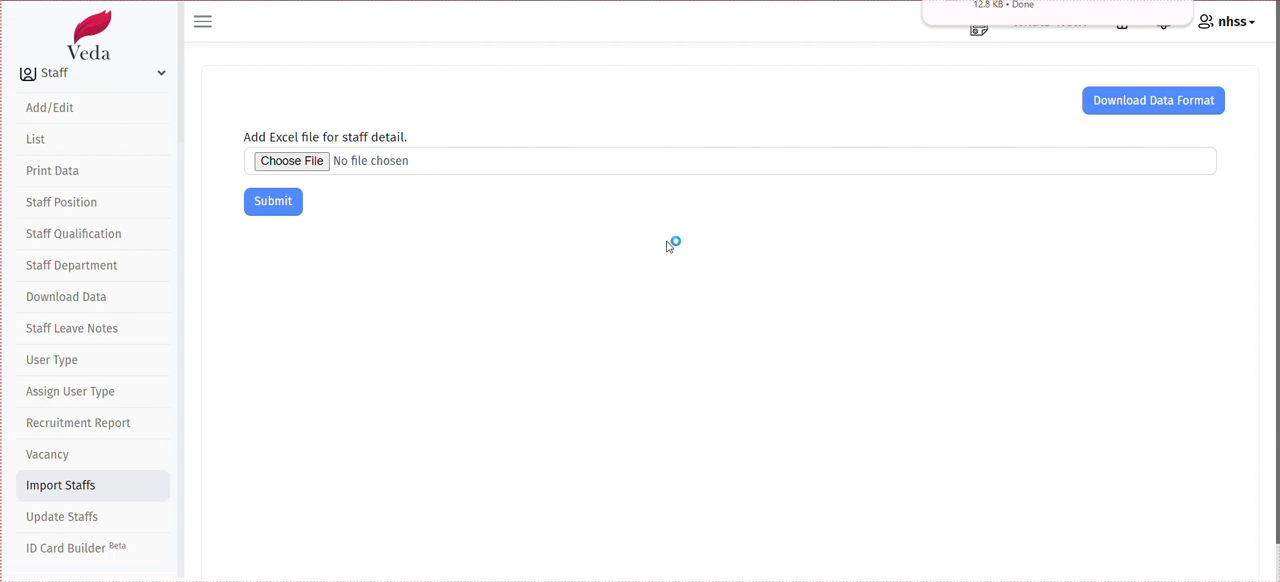 12.8 KB • Done
Veda
nhss
Staff
Add/Edit
List
Print Data
Staff Position
Staff Qualification
Staff Department
Download Data
Staff Leave Notes
User Type
Assign User Type
Recruitment Report
Vacancy
Import Staffs
Update Staffs
ID Card Builder Beta
Download Data Format
Add Excel file for staff detail.
Choose File No file chosen
Submit